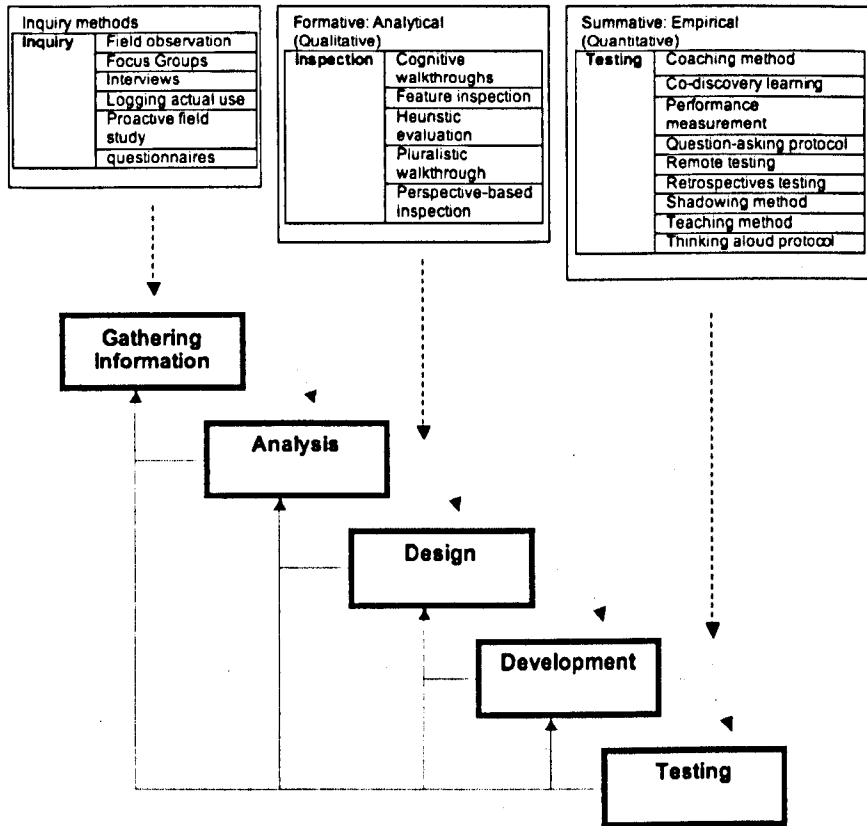 Inquiry methods
Inquiry
Field observation
Focus Groups
Interviews
Logging actual use
Proactive field
study
questionnaires
Formative: Analytical
(Qualitative)
Inspection
Cognitive
walkthroughs
Feature inspection
Heuristic
evaluation
Pluralistic
walkthrough
Perspective-based
inspection
Summative: Empirical
(Quantitative)
Testing
Coaching method
Co-discovery learning
Performance
measurement
Question-asking protocol
Remote testing
Retrospectives testing
Shadowing method
Teaching method
Thinking aloud protocol
Gathering
Information
Analysis
Design
Development
Testing